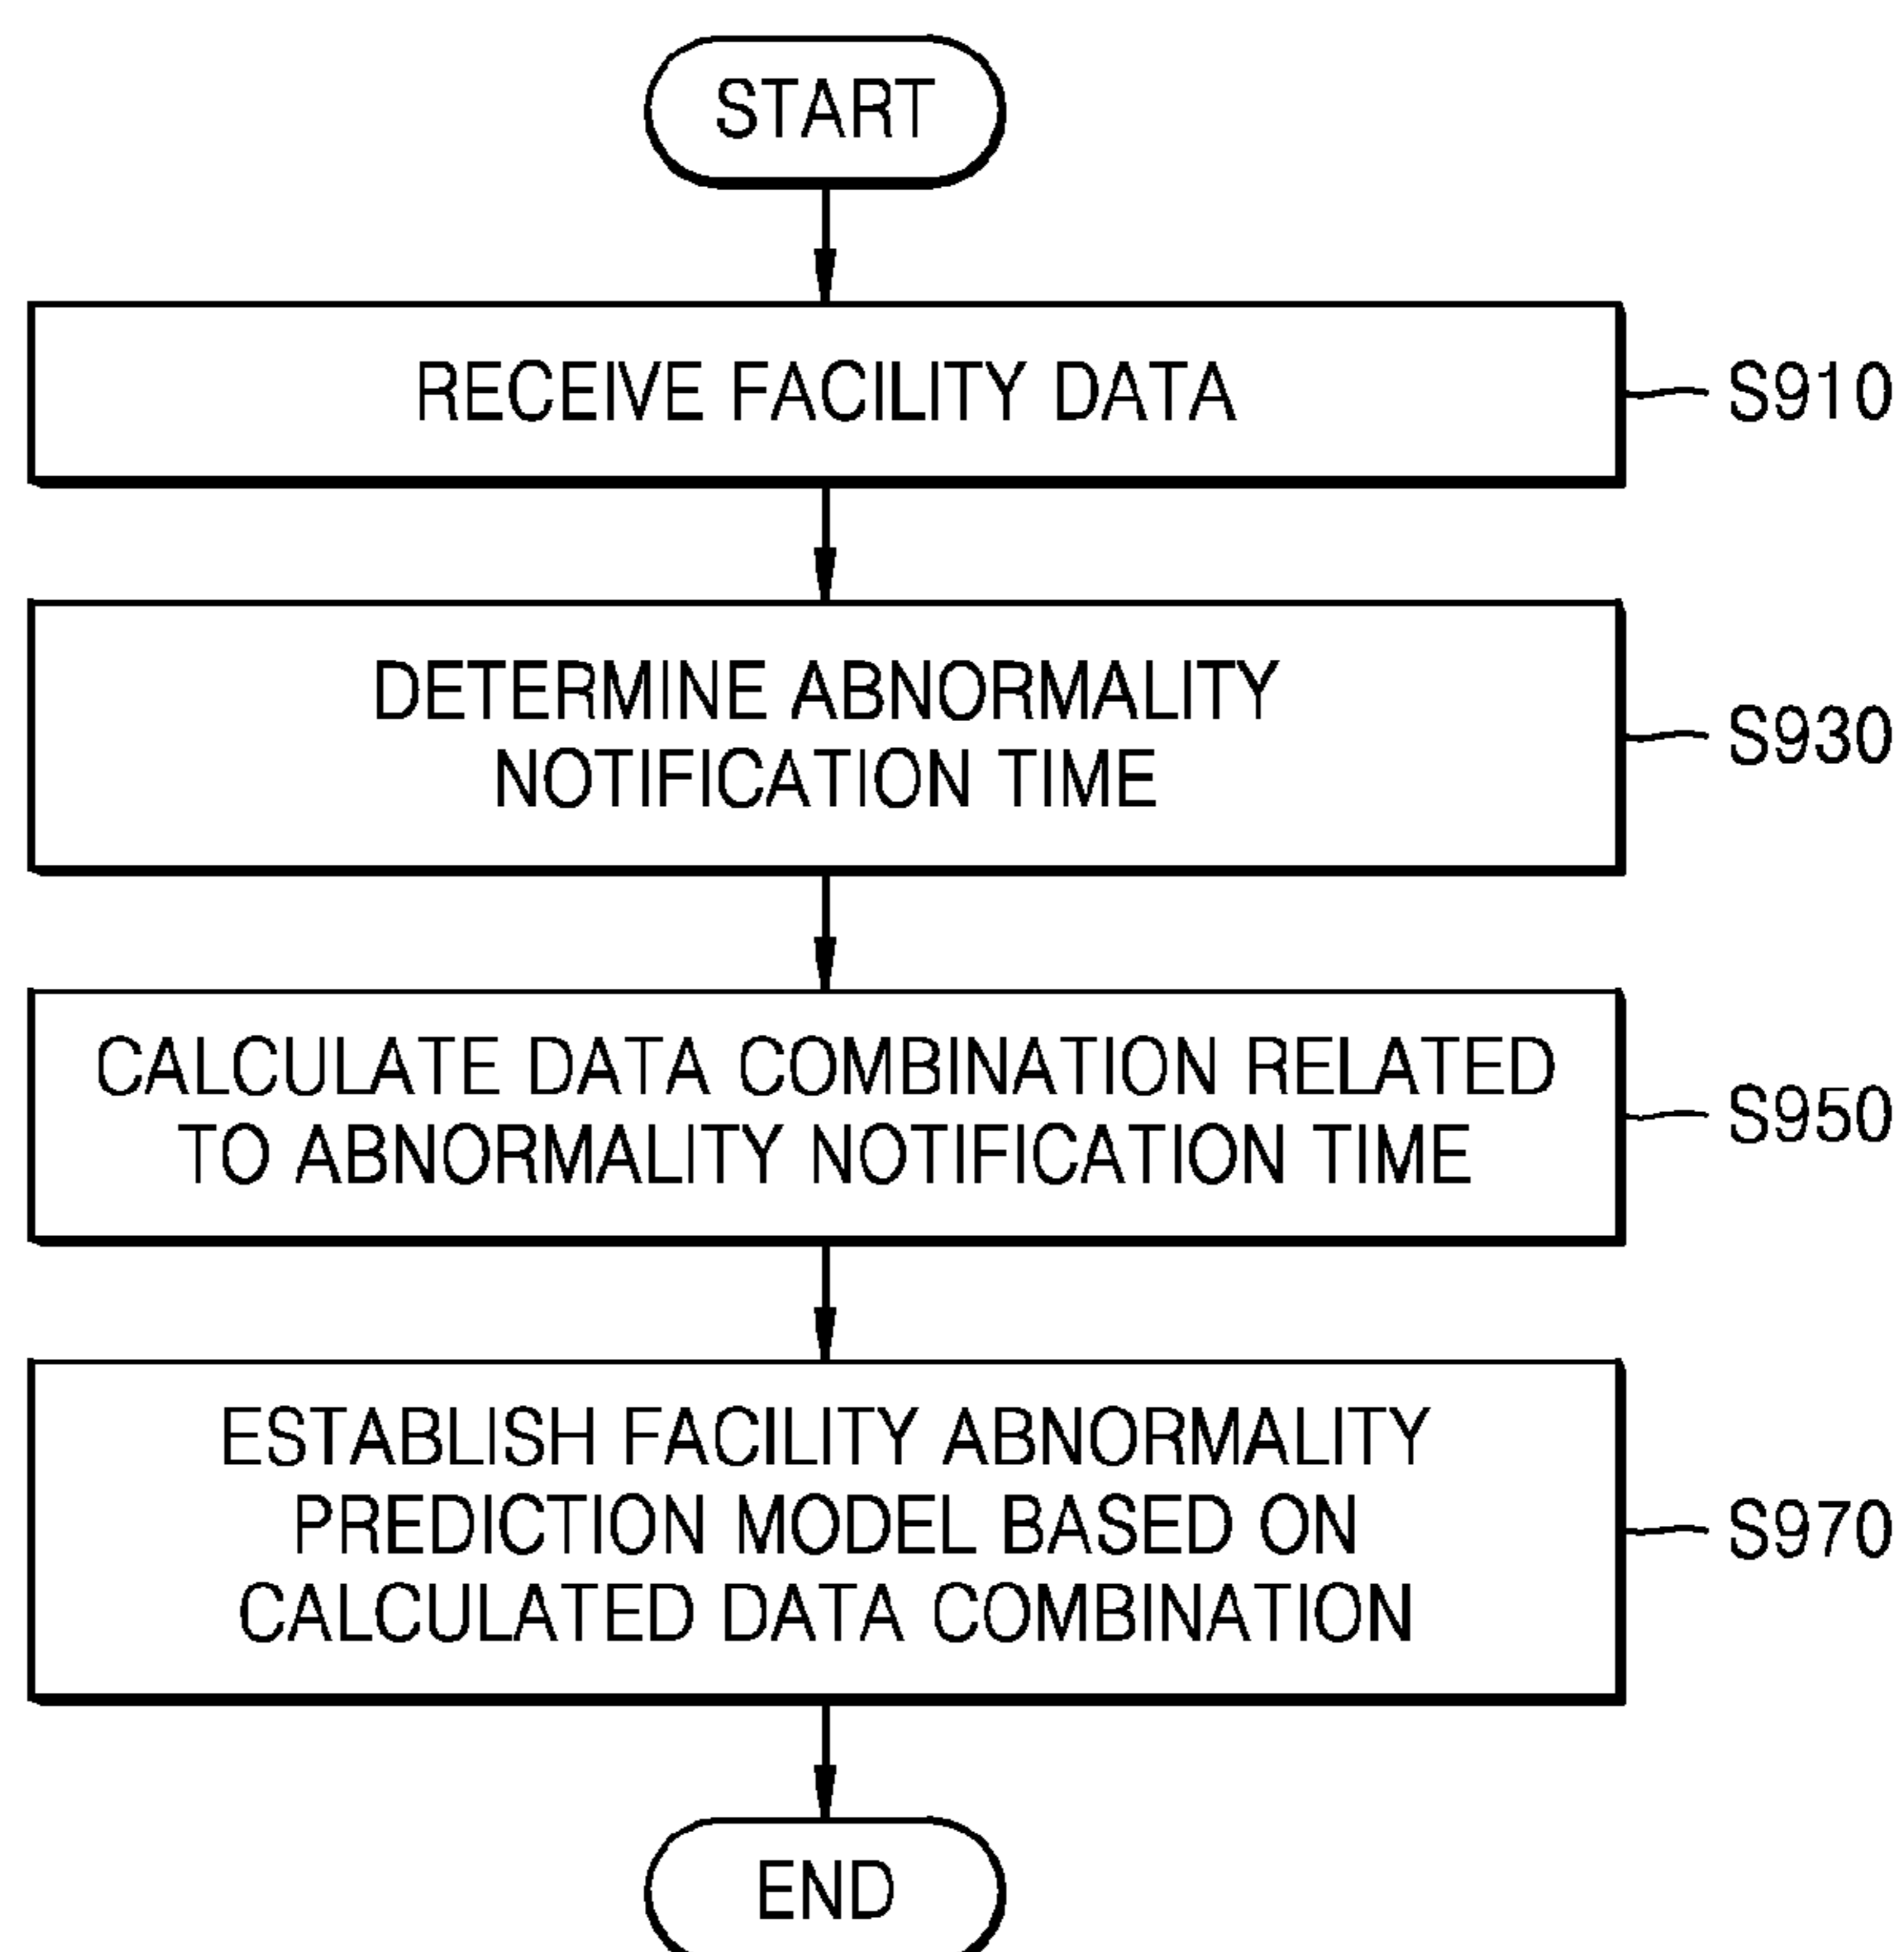 START
RECEIVE FACILITY DATA
S910
DETERMINE ABNORMALITY
NOTIFICATION TIME
S930
CALCULATE DATA COMBINATION RELATED
TO ABNORMALITY NOTIFICATION TIME
S950
ESTABLISH FACILITY ABNORMALITY
PREDICTION MODEL BASED ON
CALCULATED DATA COMBINATION
S970
END